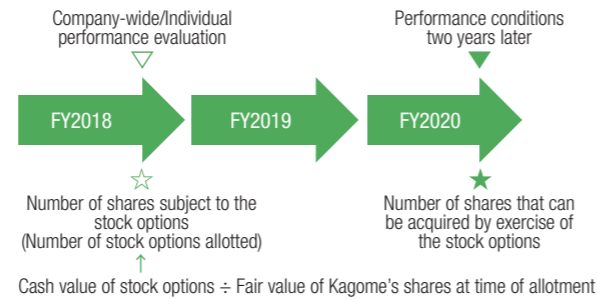 Company-wide/Individual
performance evaluation
Performance conditions
two years later
FY2018
FY2019
FY2020
Number of shares subject to the
stock options
(Number of stock options allotted)
Number of shares that can
be acquired by exercise of
the stock options
Cash value of stock options ÷ Fair value of Kagome's shares at time of allotment